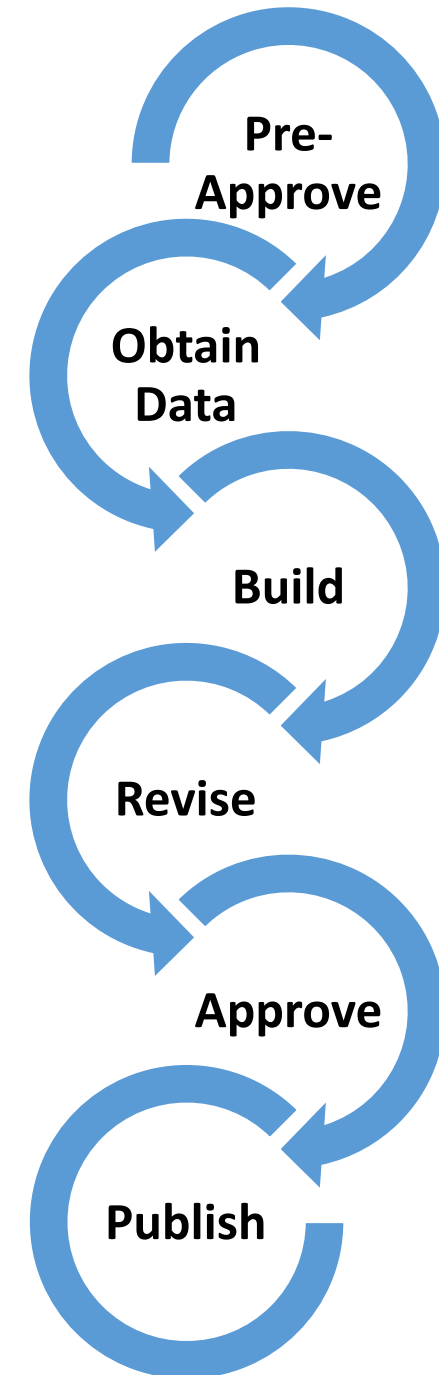 Pre-
Approve
Obtain
Data
Build
Revise
Approve
Publish